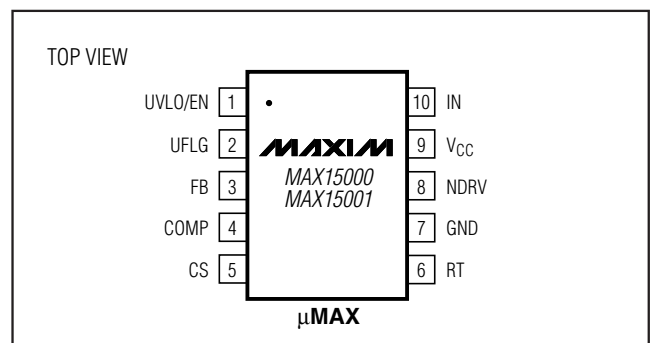 TOP VIEW
UVLO/EN 1
UFLG 2
FB 3
COMP 4
CS 5
MAXIM
MAX15000
MAX15001
10 IN
9 VCC
8 NDRV
7 GND
6 RT
µMAX